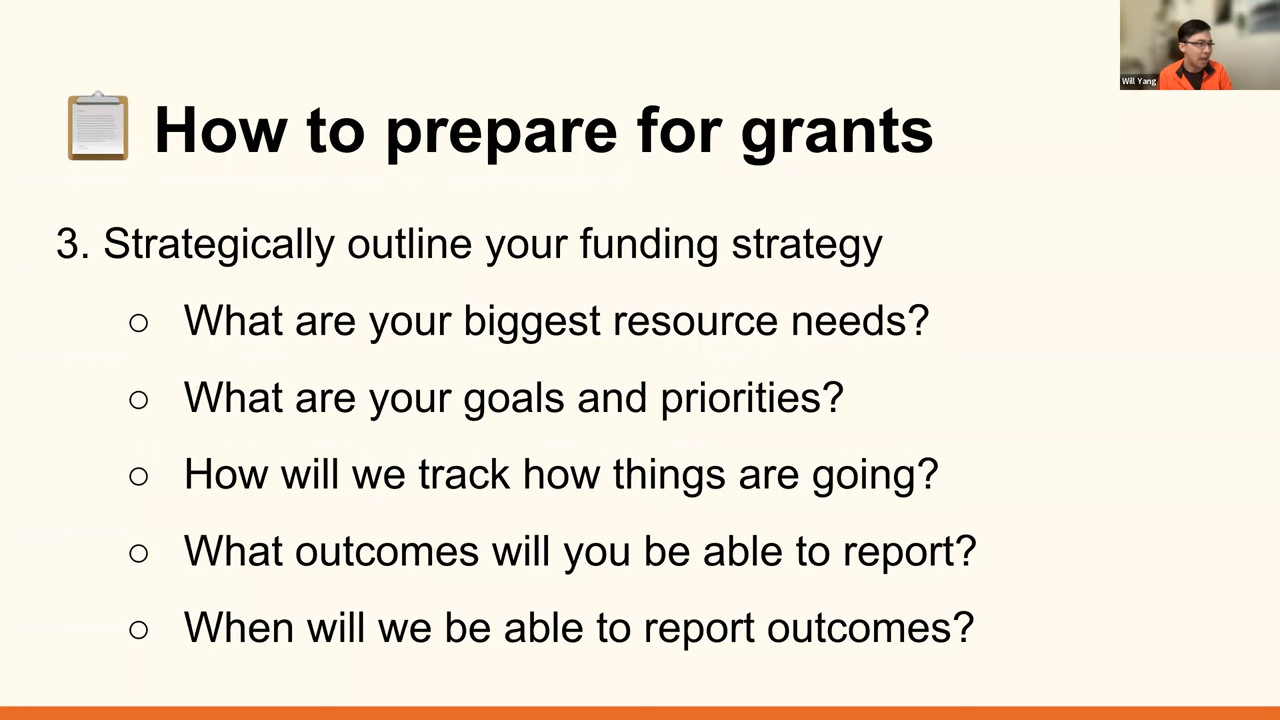 Will Yang
How to prepare for grants
3. Strategically outline your funding strategy
○ What are your biggest resource needs?
○ What are your goals and priorities?
○ How will we track how things are going?
○ What outcomes will you be able to report?
○ When will we be able to report outcomes?